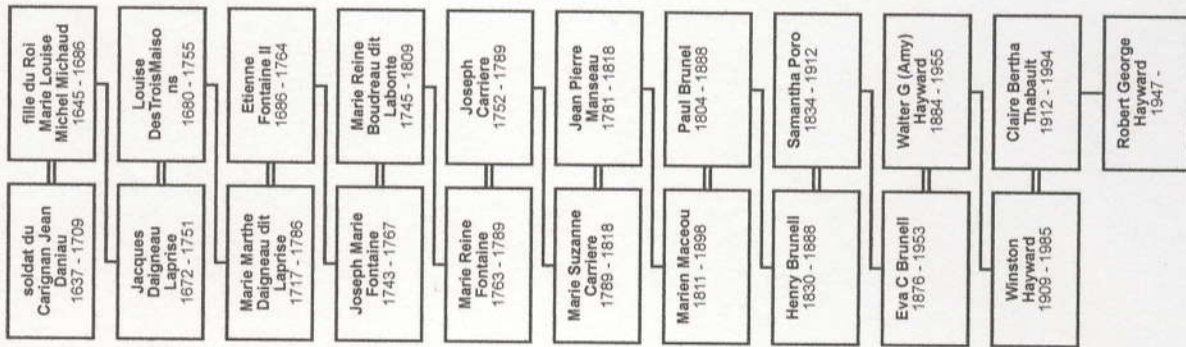 soldat du
Carignan Jean
Daniau
1637 - 1709
fille du Roi
Marie Louise
Michel Michaud
1645 - 1686
Jacques
Daigneau
Laprise
1672 - 1751
Louise
DesTroisMaiso
ns
1680 - 1755
Marie Marthe
Daigneau dit
Laprise
1717 - 1786
Etienne
Fontaine II
1686 - 1764
Joseph Marie
Fontaine
1743 - 1767
Marie Reine
Boudreau dit
Labonte
1745 - 1809
Marie Reine
Fontaine
1763 - 1789
Joseph
Carriere
1752 - 1789
Marie Suzanne
Carriere
1789 - 1818
Jean Pierre
Manseau
1781 - 1818
Marien Maceou
1811 - 1898
Paul Brunel
1804 - 1888
Henry Brunell
1830 - 1888
Samantha Poro
1834 - 1912
Eva C Brunell
1876 - 1953
Walter G (Amy)
Hayward
1884 - 1955
Winston
Hayward
1909 - 1985
Claire Bertha
Thabault
1912 - 1994
Robert George
Hayward
1947 -